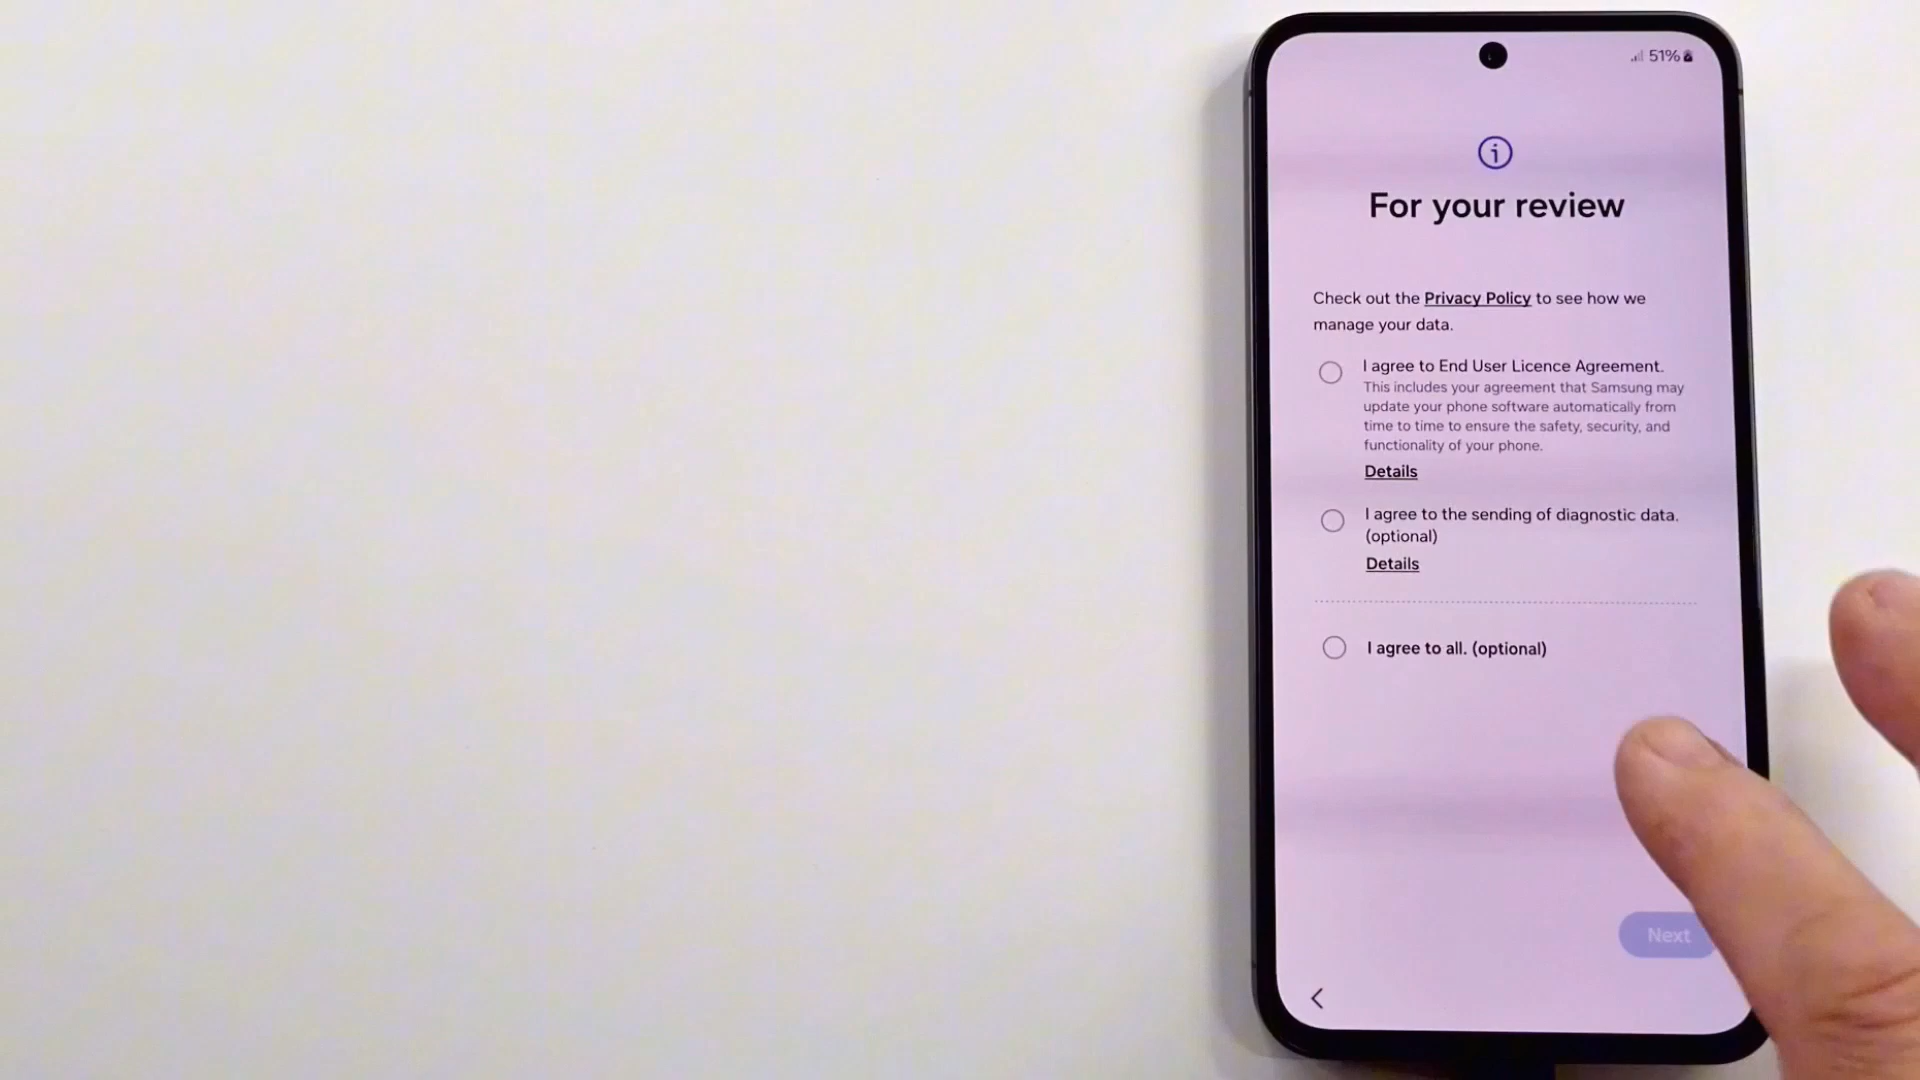 51%
For your review
Check out the Privacy Policy to see how we
manage your data.
I agree to End User Licence Agreement.
This includes your agreement that Samsung may
update your phone software automatically from
time to time to ensure the safety, security, and
functionality of your phone.
Details
I agree to the sending of diagnostic data.
(optional)
Details
I agree to all. (optional)
Next